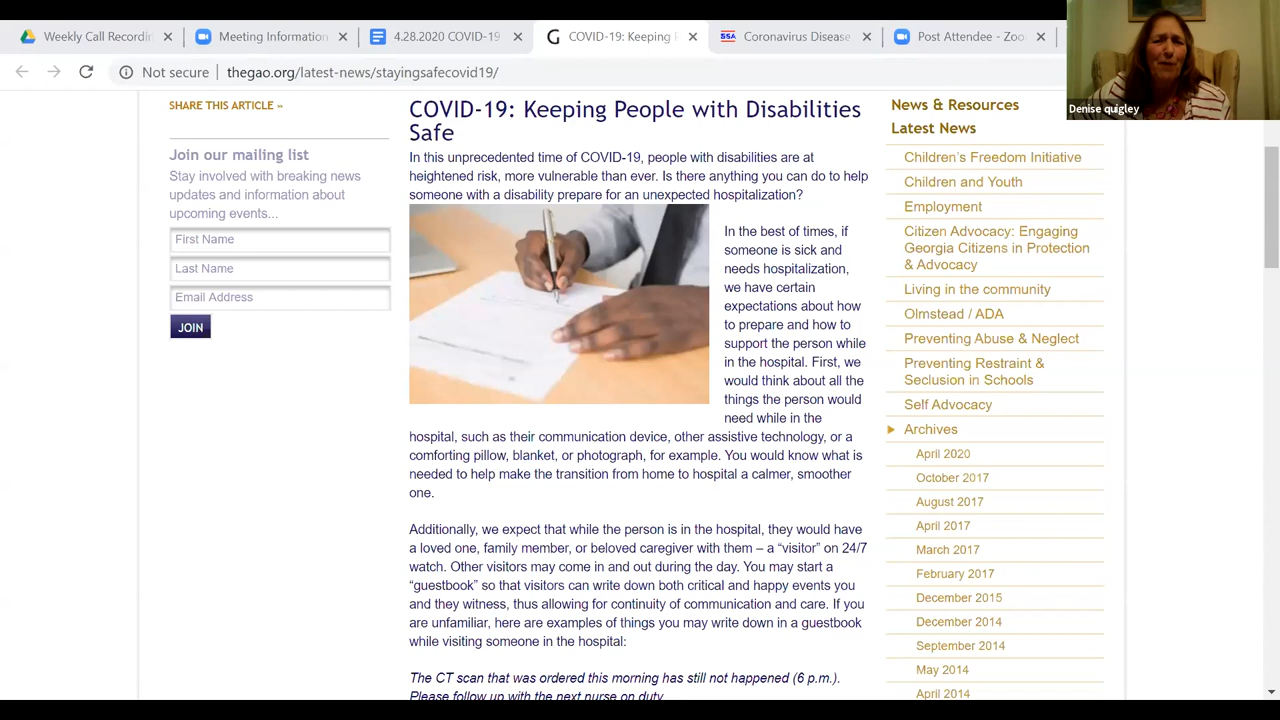 Weekly Call Recordin
Meeting Information
4.28.2020 COVID-19
COVID-19: Keeping P
SSA
Coronavirus Disease
Post Attendee - Zoo
Not secure
thegao.org/latest-news/stayingsafecovid19/
Denise quigley
SHARE THIS ARTICLE »
Join our mailing list
Stay involved with breaking news
updates and information about
upcoming events...
First Name
Last Name
Email Address
JOIN
COVID-19: Keeping People with Disabilities
Safe
In this unprecedented time of COVID-19, people with disabilities are at
heightened risk, more vulnerable than ever. Is there anything you can do to help
someone with a disability prepare for an unexpected hospitalization?
In the best of times, if
someone is sick and
needs hospitalization,
we have certain
expectations about how
to prepare and how to
support the person while
in the hospital. First, we
would think about all the
things the person would
need while in the
hospital, such as their communication device, other assistive technology, or a
comforting pillow, blanket, or photograph, for example. You would know what is
needed to help make the transition from home to hospital a calmer, smoother
one.
Additionally, we expect that while the person is in the hospital, they would have
a loved one, family member, or beloved caregiver with them – a “visitor” on 24/7
watch. Other visitors may come in and out during the day. You may start a
“guestbook” so that visitors can write down both critical and happy events you
and they witness, thus allowing for continuity of communication and care. If you
are unfamiliar, here are examples of things you may write down in a guestbook
while visiting someone in the hospital:
The CT scan that was ordered this morning has still not happened (6 p.m.).
Please follow up with the next nurse on duty
News & Resources
Latest News
Children's Freedom Initiative
Children and Youth
Employment
Citizen Advocacy: Engaging
Georgia Citizens in Protection
& Advocacy
Living in the community
Olmstead / ADA
Preventing Abuse & Neglect
Preventing Restraint &
Seclusion in Schools
Self Advocacy
Archives
April 2020
October 2017
August 2017
April 2017
March 2017
February 2017
December 2015
December 2014
September 2014
May 2014
April 2014